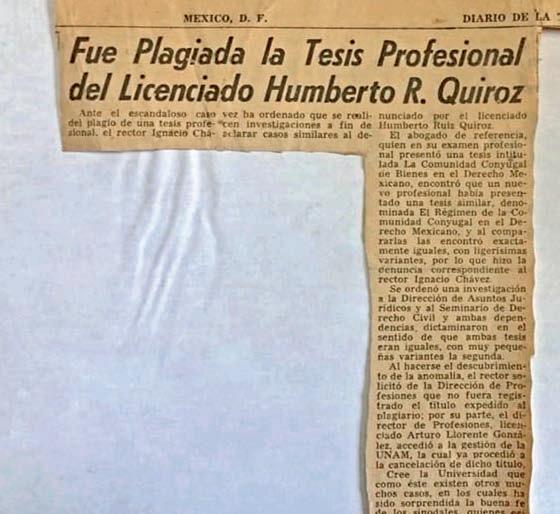 MEXICO, D. F.
DIARIO DE LA
Fue Plagiada la Tesis Profesional
del Licenciado Humberto R. Quiroz
Ante el escandaloso caso
del plagio de una tesis profe-
sional, el rector Ignacio Chá-
vez ha ordenado que se reali-
cen investigaciones a fin de
aclarar casos similares al de-
nunciado por el licenciado
Humberto Ruiz Quiroz.
El abogado de referencia,
quien en su examen profesio-
nal presentó una tesis intitu-
lada La Comunidad Conyugal
de Bienes en el Derecho Me-
xicano, encontró que un nue-
vo profesional había presen-
tado una tesis similar, deno-
minada El Régimen de la Co-
munidad Conyugal en el De-
recho Mexicano, y al compa-
rarlas las encontró exacta-
mente iguales, con ligerísimas
variantes, por lo que hizo la
denuncia correspondiente al
rector Ignacio Chávez.
Se ordenó una investigación
a la Dirección de Asuntos Ju-
rídicos y al Seminario de De-
recho Civil y ambas depen-
dencias, dictaminaron en el
sentido de que ambas tesis
eran iguales, con muy peque-
ñas variantes la segunda.
Al hacerse el descubrimien-
to de la anomalía, el rector so-
licitó de la Dirección de Pro-
fesiones que no fuera regis-
trado el título expedido al
plagiario; por su parte, el di-
rector de Profesiones, licen-
ciado Arturo Llorente Gonzá-
lez, accedió a la gestión de la
UNAM, la cual ya procedió a
la cancelación de dicho título,
Cree la Universidad que
como éste existen otros mu-
chos casos, en los cuales ha
sido sorprendida la buena fe
de los sinodales, quienes